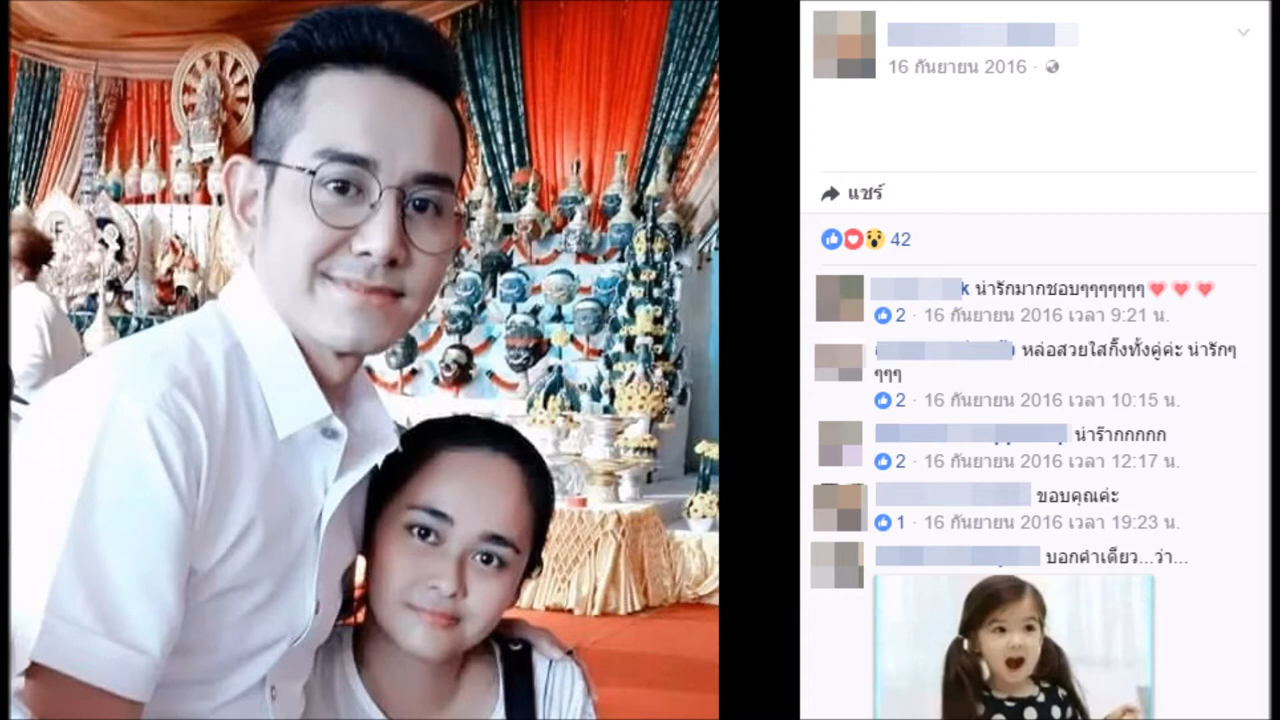 16 กันยายน 2016 ·
แชร์
42
k น่ารักมากชอบๆๆๆๆๆๆๆ
2 · 16 กันยายน 2016 เวลา 9:21 น.
หล่อสวยใสกิ๊งทั้งคู่ค่ะ น่ารักๆ
ๆๆๆ
2 · 16 กันยายน 2016 เวลา 10:15 น.
น่าร๊ากกกกก
2 · 16 กันยายน 2016 เวลา 12:17 น.
ขอบคุณค่ะ
1 · 16 กันยายน 2016 เวลา 19:23 น.
บอกคำเดียว...ว่า...